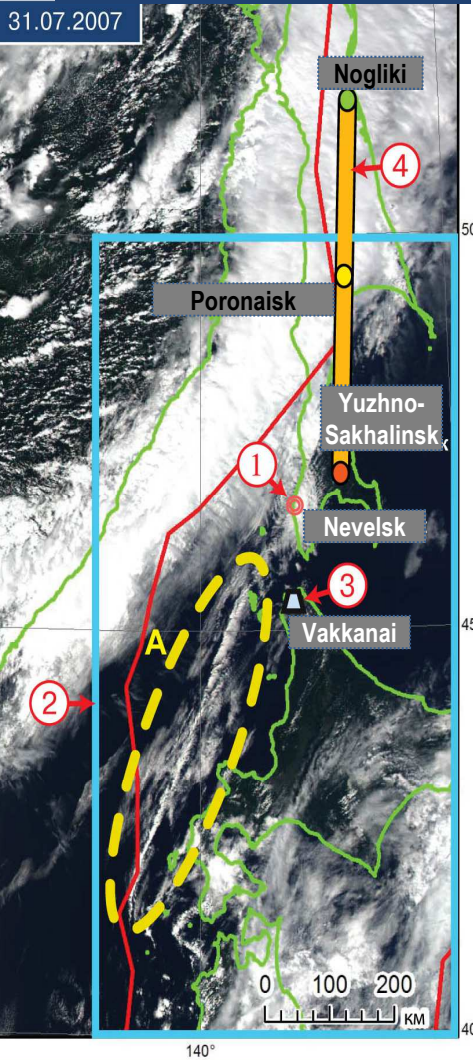 31.07.2007
Nogliki
4
50
Poronaisk
Yuzhno-
Sakhalinsk
x
1
Nevelsk
3
45
Vakkanai
A
2
0 100 200
КМ
40
140°